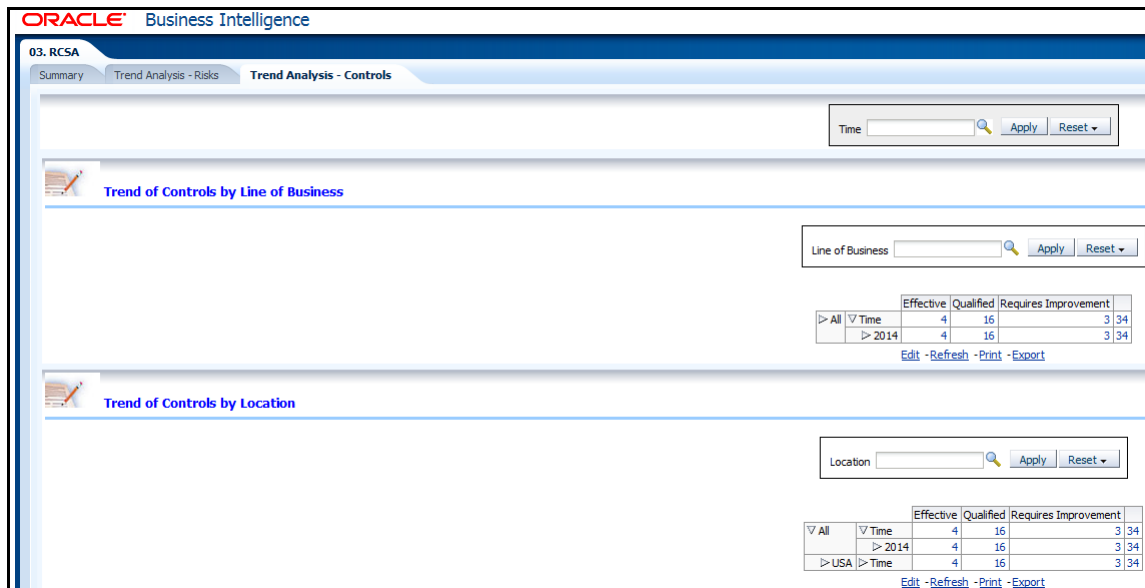 ORACLE Business Intelligence
03. RCSA
Summary Trend Analysis - Risks Trend Analysis - Controls
Time Apply Reset
Trend of Controls by Line of Business
Line of Business Apply Reset
Effective Qualified Requires Improvement
All Time 4 16 3 34
2014 4 16 3 34
Edit - Refresh - Print - Export
Trend of Controls by Location
Location Apply Reset
Effective Qualified Requires Improvement
All Time 4 16 3 34
2014 4 16 3 34
USA Time 4 16 3 34
Edit - Refresh - Print - Export